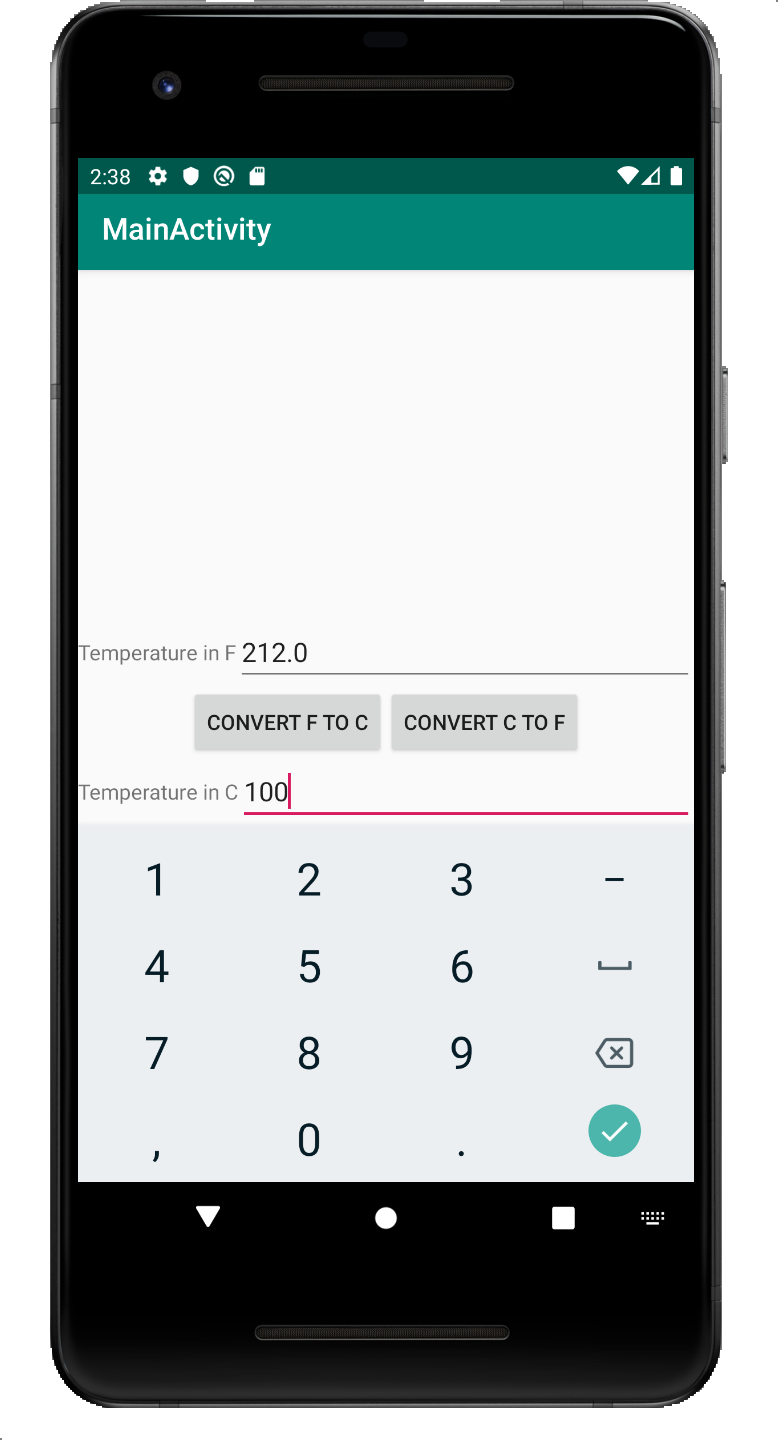 2:38
MainActivity
Temperature in F 212.0
CONVERT F TO C CONVERT C TO F
Temperature in C 100
1 2 3 -
4 5 6
7 8 9
, 0 .